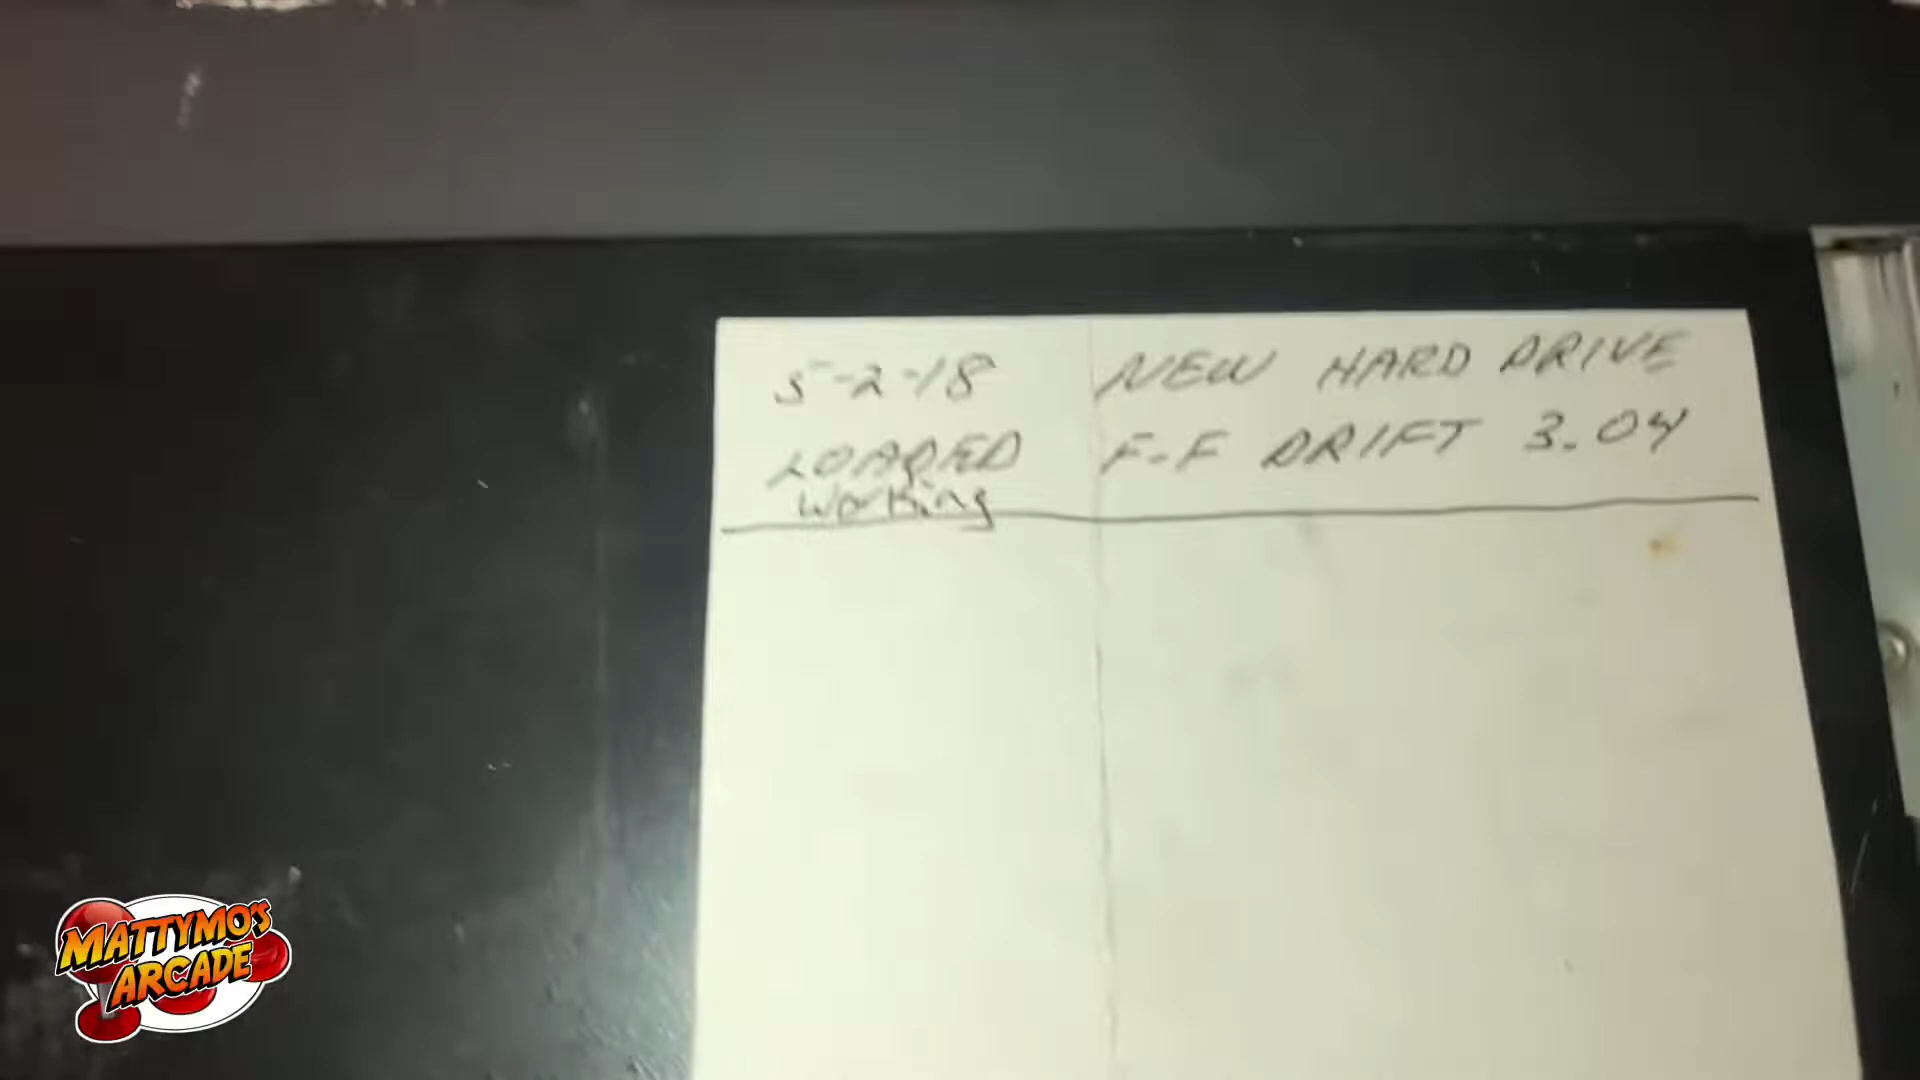 5-2-18 NEW HARD DRIVE
LOADED F-F DRIFT 3.04
Working
MATTYMO'S
ARCADE